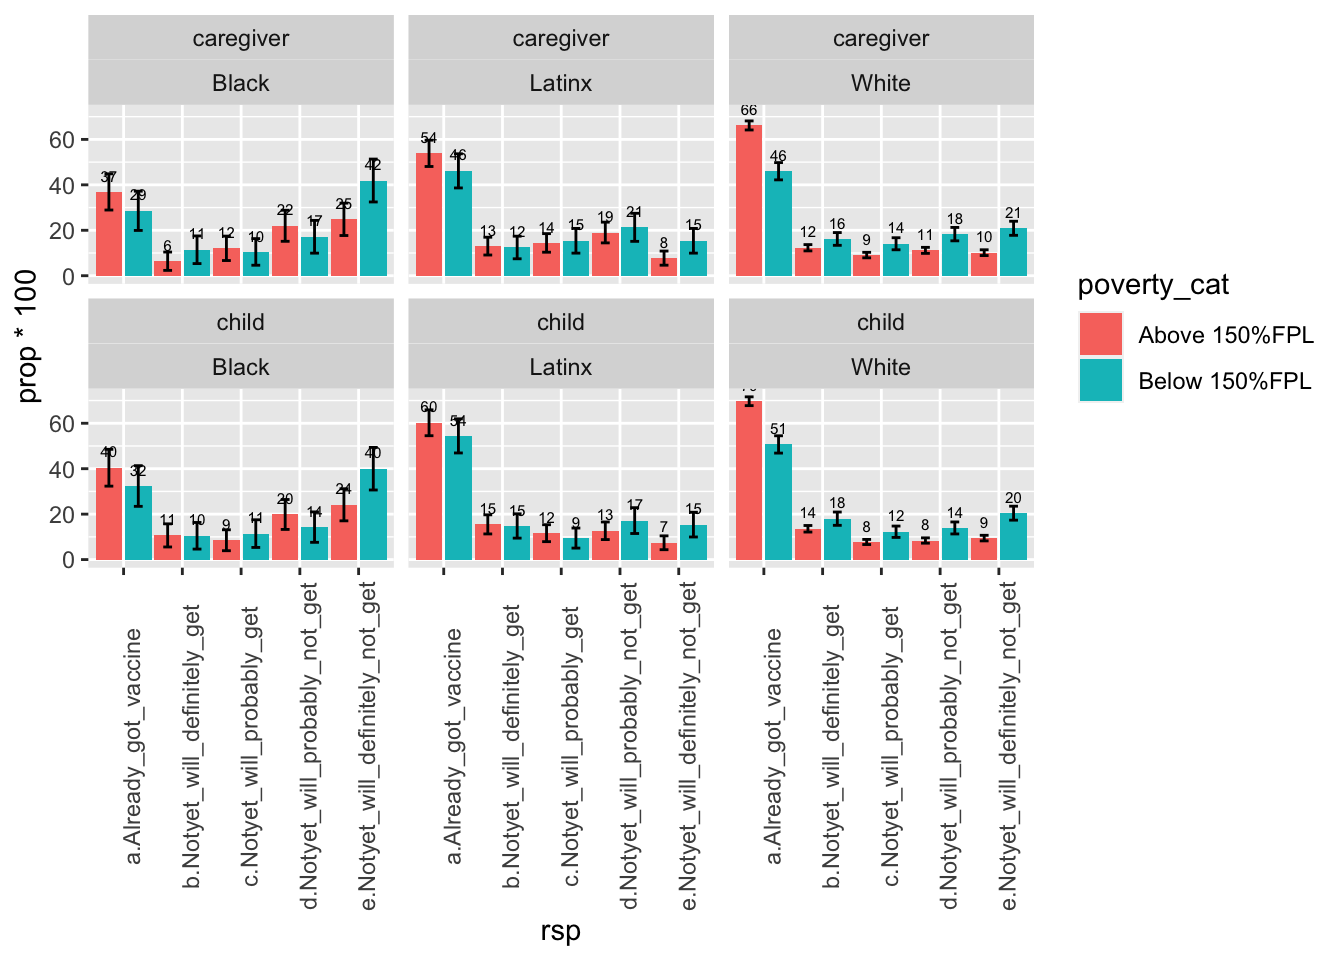 caregiver
caregiver
caregiver
Black
Latinx
White
60
40
20
0
37 29 6 11 12 10 22 17 25 42
54 46 13 12 14 15 19 21 8 15
66 46 12 16 9 14 11 18 10 21
child
child
child
Black
Latinx
White
60
40
20
0
40 32 11 10 9 11 20 14 24 40
60 54 15 15 12 9 13 17 7 15
51 14 18 8 12 8 14 9 20
a.Already_got_vaccine
b.Notyet_will_definitely_get
c.Notyet_will_probably_get
d.Notyet_will_probably_not_get
e.Notyet_will_definitely_not_get
a.Already_got_vaccine
b.Notyet_will_definitely_get
c.Notyet_will_probably_get
d.Notyet_will_probably_not_get
e.Notyet_will_definitely_not_get
a.Already_got_vaccine
b.Notyet_will_definitely_get
c.Notyet_will_probably_get
d.Notyet_will_probably_not_get
e.Notyet_will_definitely_not_get
rsp
prop * 100
poverty_cat
Above 150%FPL
Below 150%FPL